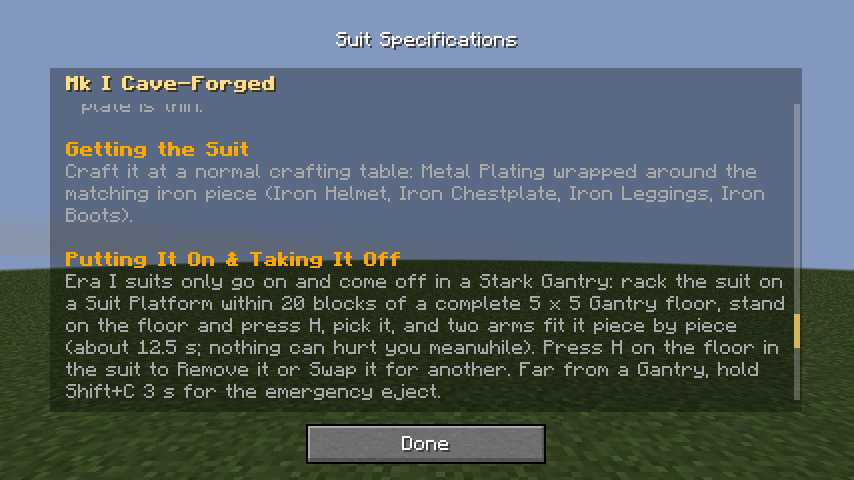 Suit Specifications
Mk I Cave-Forged
plate is thin.
Getting the Suit
Craft it at a normal crafting table: Metal Plating wrapped around the
matching iron piece (Iron Helmet, Iron Chestplate, Iron Leggings, Iron
Boots).
Putting It On & Taking It Off
Era I suits only go on and come off in a Stark Gantry: rack the suit on
a Suit Platform within 20 blocks of a complete 5 x 5 Gantry floor, stand
on the floor and press H, pick it, and two arms fit it piece by piece
(about 12.5 s; nothing can hurt you meanwhile). Press H on the floor in
the suit to Remove it or Swap it for another. Far from a Gantry, hold
Shift+C 3 s for the emergency eject.
Done